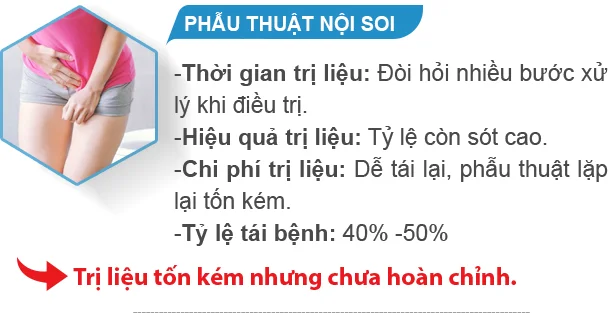 PHẪU THUẬT NỘI SOI
-Thời gian trị liệu: Đòi hỏi nhiều bước xử
lý khi điều trị.
-Hiệu quả trị liệu: Tỷ lệ còn sót cao.
-Chi phí trị liệu: Dễ tái lại, phẫu thuật lặp
lại tốn kém.
-Tỷ lệ tái bệnh: 40% -50%
Trị liệu tốn kém nhưng chưa hoàn chỉnh.